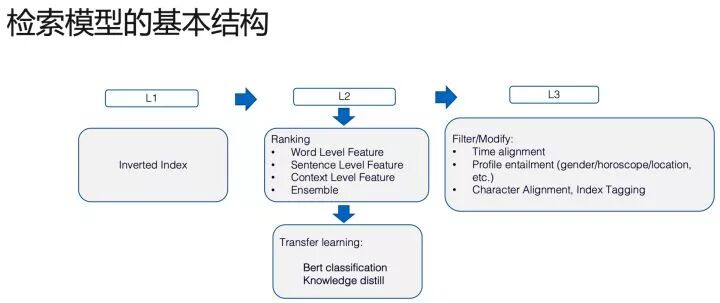 检索模型的基本结构
L1
L2
L3
Inverted Index
Ranking
• Word Level Feature
• Sentence Level Feature
• Context Level Feature
• Ensemble
Filter/Modify:
• Time alignment
• Profile entailment (gender/horoscope/location,
etc.)
• Character Alignment, Index Tagging
Transfer learning:
Bert classification
Knowledge distill